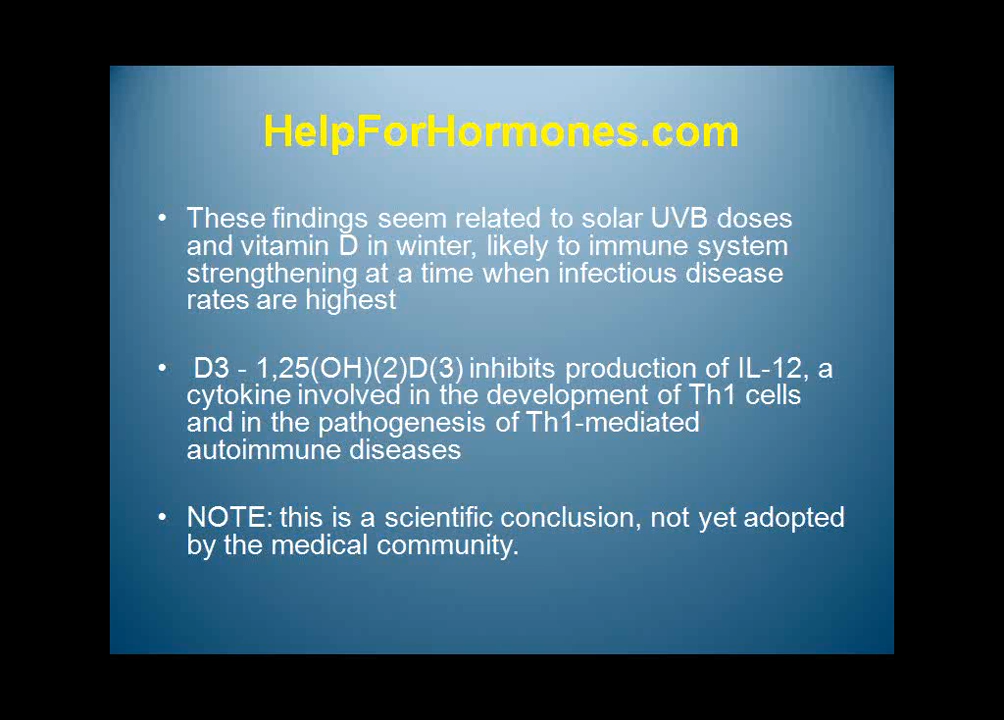 HelpForHormones.com
• These findings seem related to solar UVB doses
and vitamin D in winter, likely to immune system
strengthening at a time when infectious disease
rates are highest
• D3 - 1,25(OH)(2)D(3) inhibits production of IL-12, a
cytokine involved in the development of Th1 cells
and in the pathogenesis of Th1-mediated
autoimmune diseases
• NOTE: this is a scientific conclusion, not yet adopted
by the medical community.